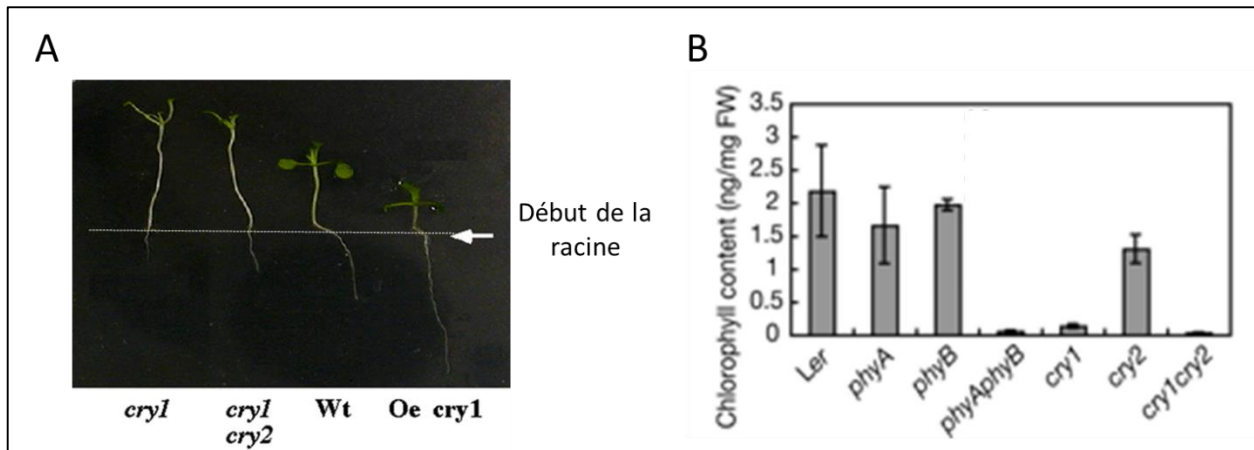 A
cry1
cry1
cry2
Wt
Oe cry1
Début de la
racine
B
Chlorophyll content (ng/mg FW)
3.5
3
2.5
2
1.5
1
0.5
0
Ler
phyA
phyB
phyAphyB
cry1
cry2
cry1cry2